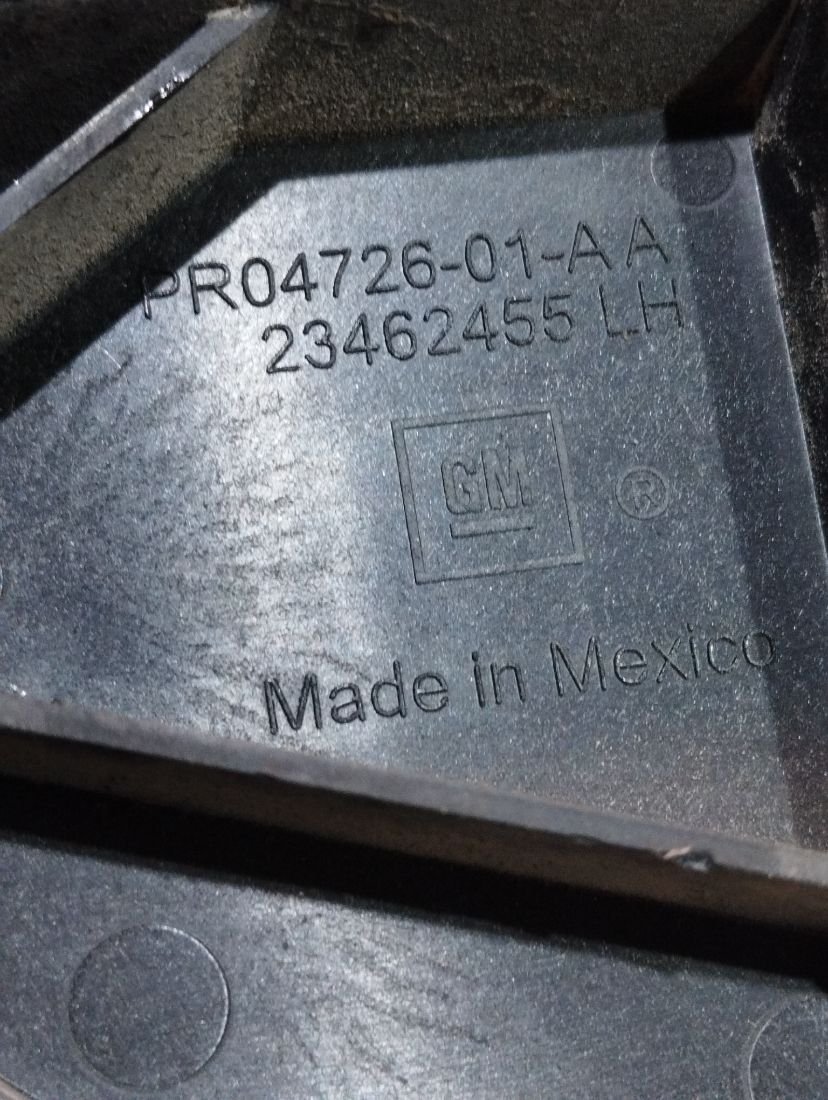 PR04726-01-AA
23462455 LH
GM ®
Made in Mexico